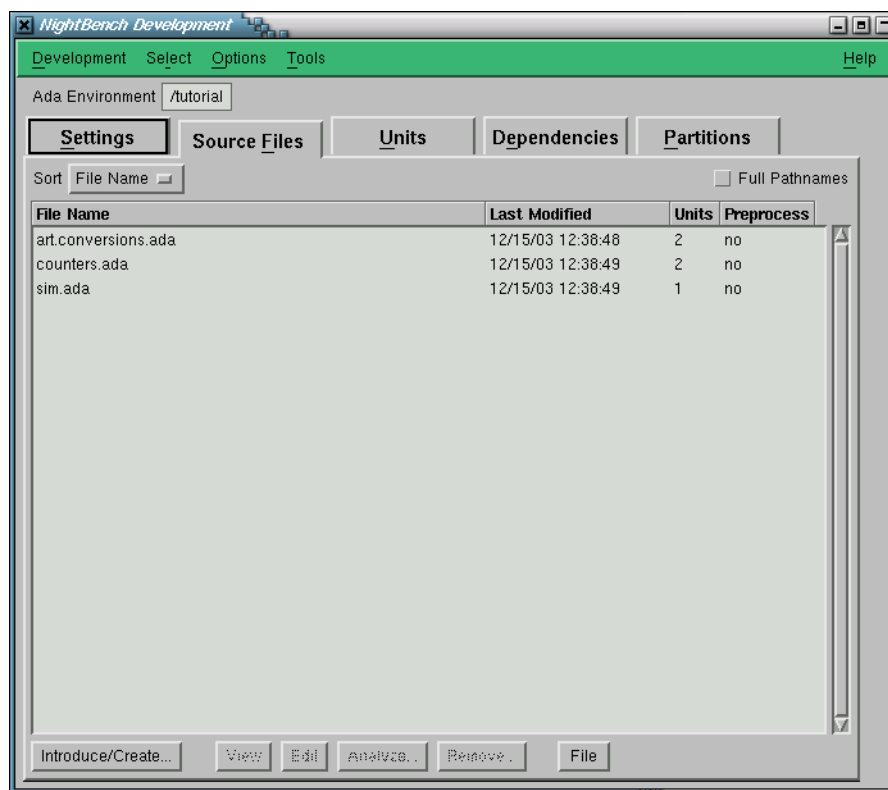 NightBench Development
Development Select Options Tools Help
Ada Environment /tutorial
Settings Source Files Units Dependencies Partitions
Sort File Name Full Pathnames
File Name Last Modified Units Preprocess
art.conversions.ada 12/15/03 12:38:48 2 no
counters.ada 12/15/03 12:38:49 2 no
sim.ada 12/15/03 12:38:49 1 no
Introduce/Create... View Edit Analyze... Remove... File